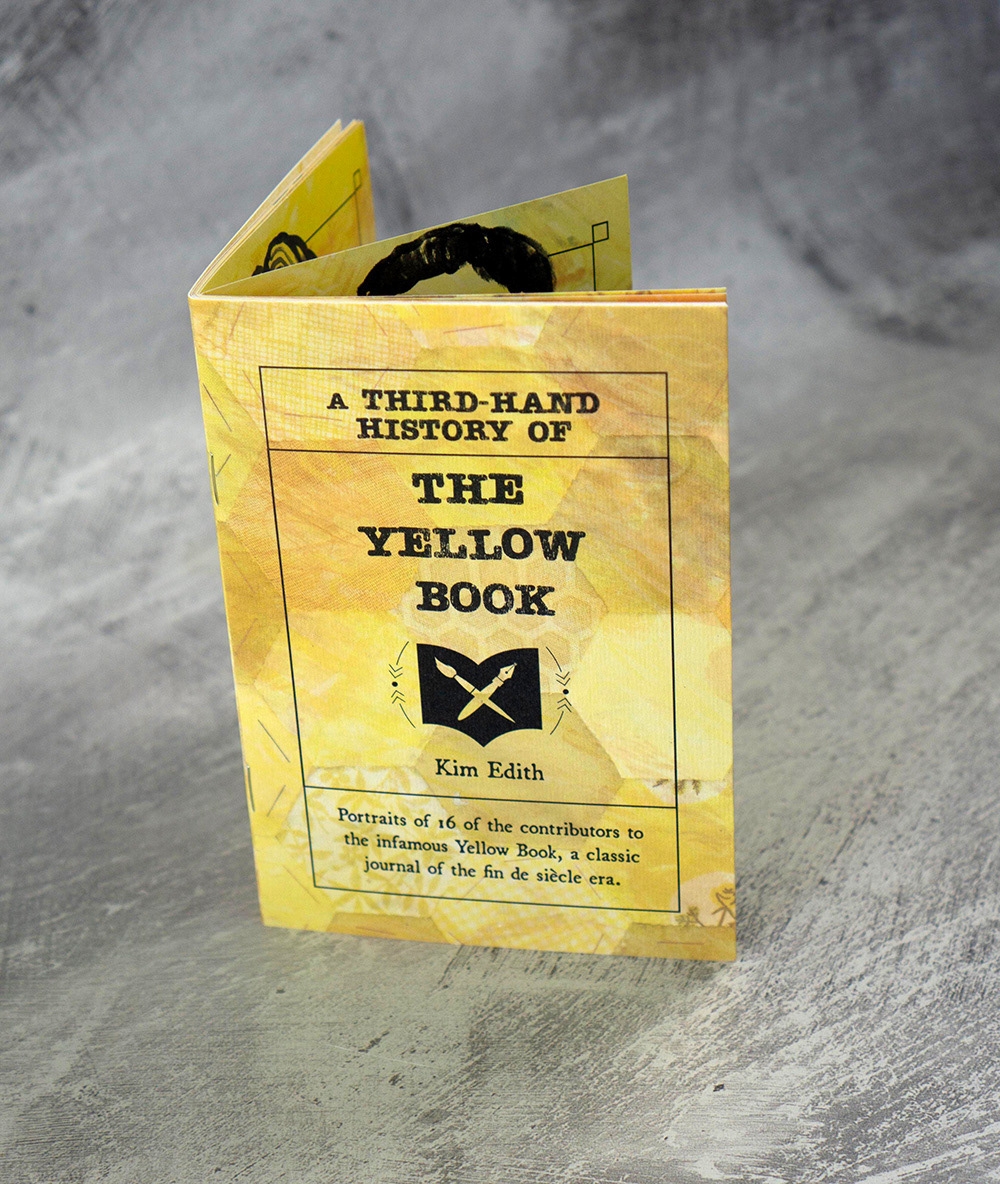 A THIRD-HAND
HISTORY OF
THE
YELLOW
BOOK
Kim Edith
Portraits of 16 of the contributors to
the infamous Yellow Book, a classic
journal of the fin de siècle era.